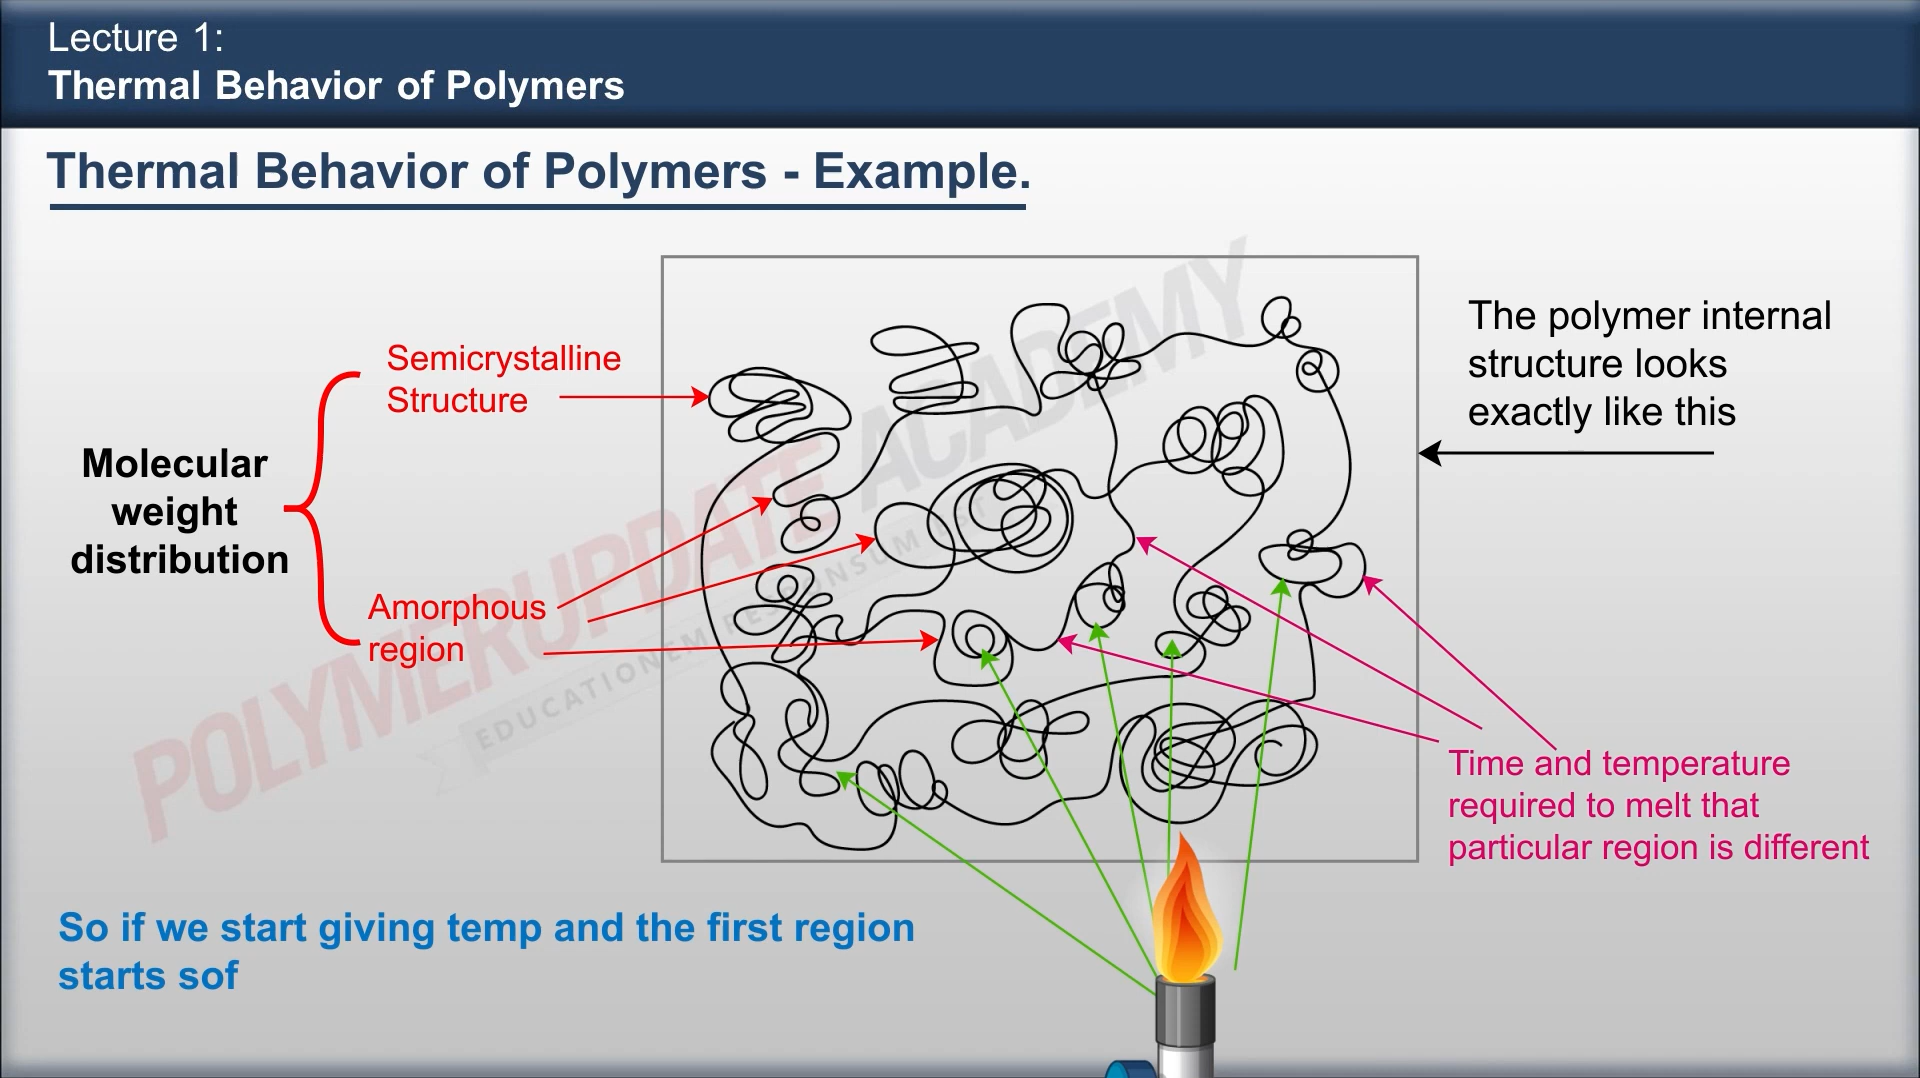 Lecture 1:
Thermal Behavior of Polymers
Thermal Behavior of Polymers - Example.
Semicrystalline
Structure
Molecular
weight
distribution
Amorphous
region
The polymer internal
structure looks
exactly like this
Time and temperature
required to melt that
particular region is different
So if we start giving temp and the first region
starts sof
POLYMERUPDATE ACADEMY